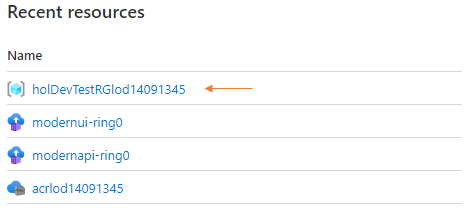 Recent resources
Name
holDevTestRGlod14091345
modernui-ring0
modernapi-ring0
acrlod14091345